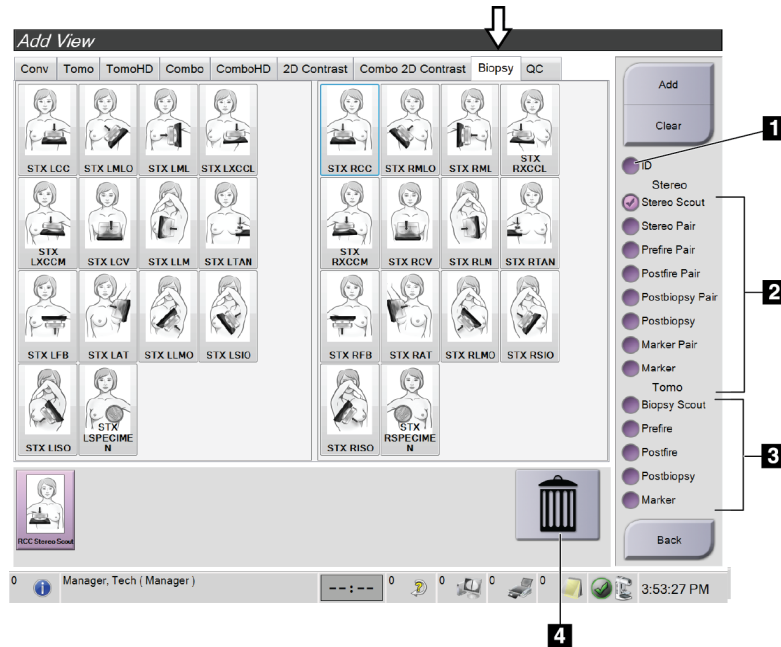 Add View
Conv Tomo TomoHD Combo ComboHD 2D Contrast Combo 2D Contrast Biopsy QC
STX LCC STX LMLO STX LML STX LXCCL
STX RCC STX RMLO STX RML STX
RXCCL
STX
LXCCM STX LCV STX LLM STX LTAN
STX
RXCCM STX RCV STX RLM STX RTAN
STX LFB STX LAT STX LLMO STX LSIO
STX RFB STX RAT STX RLMO STX RSIO
STX LISO STX
LSPECIME
N
STX RISO STX
RSPECIME
N
Add
Clear
1
ID
Stereo
Stereo Scout
Stereo Pair
Prefire Pair
Postfire Pair
Postbiopsy Pair
2
Postbiopsy
Marker Pair
Marker
Tomo
Biopsy Scout
Prefire
Postfire
3
Postbiopsy
Marker
Back
RCC Stereo Scout
0 Manager, Tech ( Manager ) --:-- 0 0 0 0 3:53:27 PM
4